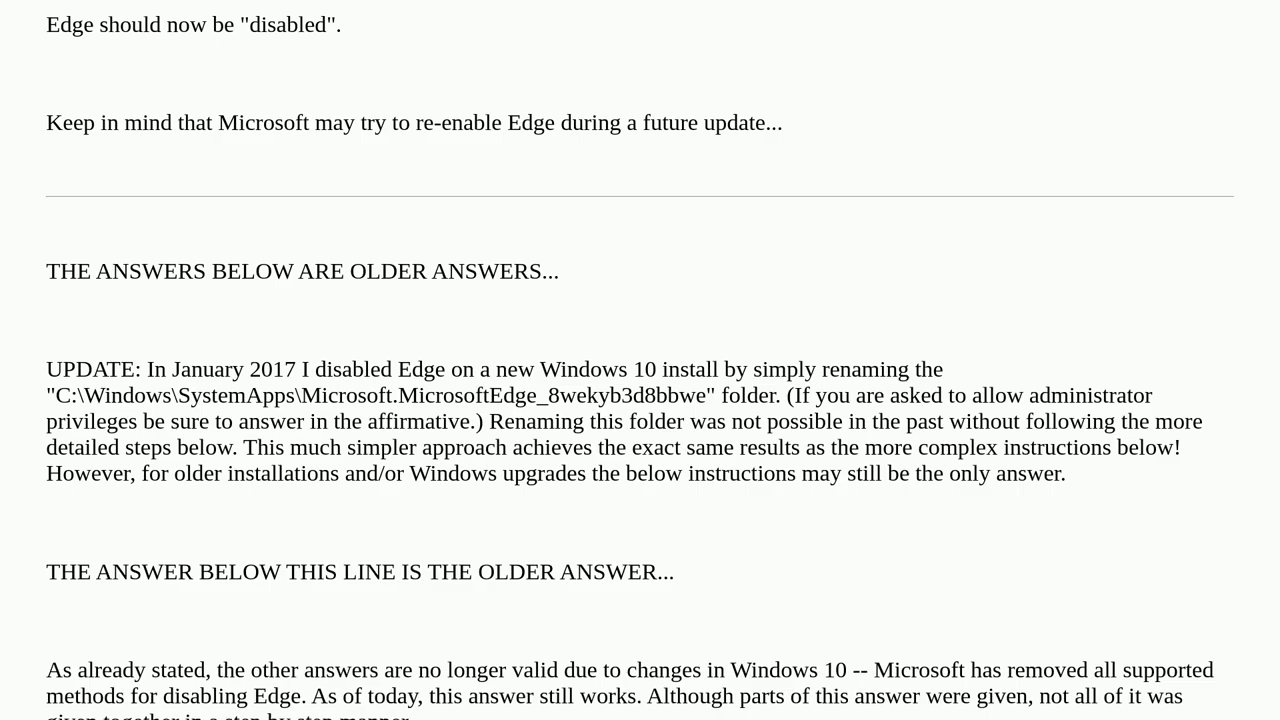 Edge should now be "disabled".
Keep in mind that Microsoft may try to re-enable Edge during a future update...
THE ANSWERS BELOW ARE OLDER ANSWERS...
UPDATE: In January 2017 I disabled Edge on a new Windows 10 install by simply renaming the
"C:\Windows\SystemApps\Microsoft.MicrosoftEdge_8wekyb3d8bbwe" folder. (If you are asked to allow administrator
privileges be sure to answer in the affirmative.) Renaming this folder was not possible in the past without following the more
detailed steps below. This much simpler approach achieves the exact same results as the more complex instructions below!
However, for older installations and/or Windows upgrades the below instructions may still be the only answer.
THE ANSWER BELOW THIS LINE IS THE OLDER ANSWER...
As already stated, the other answers are no longer valid due to changes in Windows 10 -- Microsoft has removed all supported
methods for disabling Edge. As of today, this answer still works. Although parts of this answer were given, not all of it was